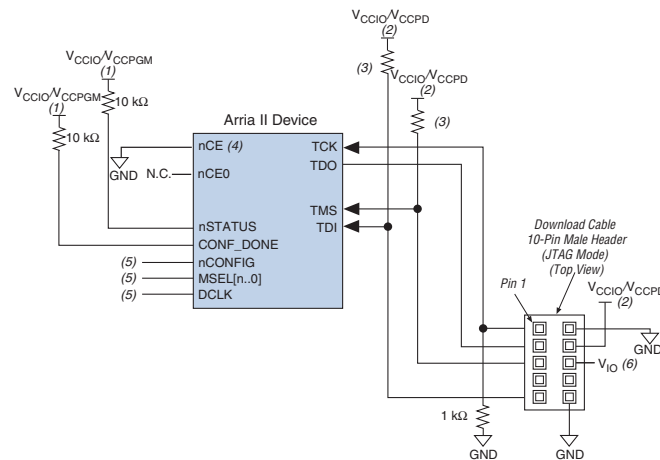 VCCIO/VCCPD
(2)
(3)
VCCIO/VCCPGM
(1)
VCCIO/VCCPD
(2)
(3)
VCCIO/VCCPGM
(1)
10 kΩ
10 kΩ
Arria II Device
nCE (4)
TCK
GND
TDO
N.C.
nCE0
TMS
nSTATUS
TDI
CONF_DONE
(5)
nCONFIG
(5)
MSEL[n..0]
(5)
DCLK
Download Cable
10-Pin Male Header
(JTAG Mode)
(Top View)
Pin 1
VCCIO/VCCPD
(2)
GND
VIO (6)
1 kΩ
GND
GND